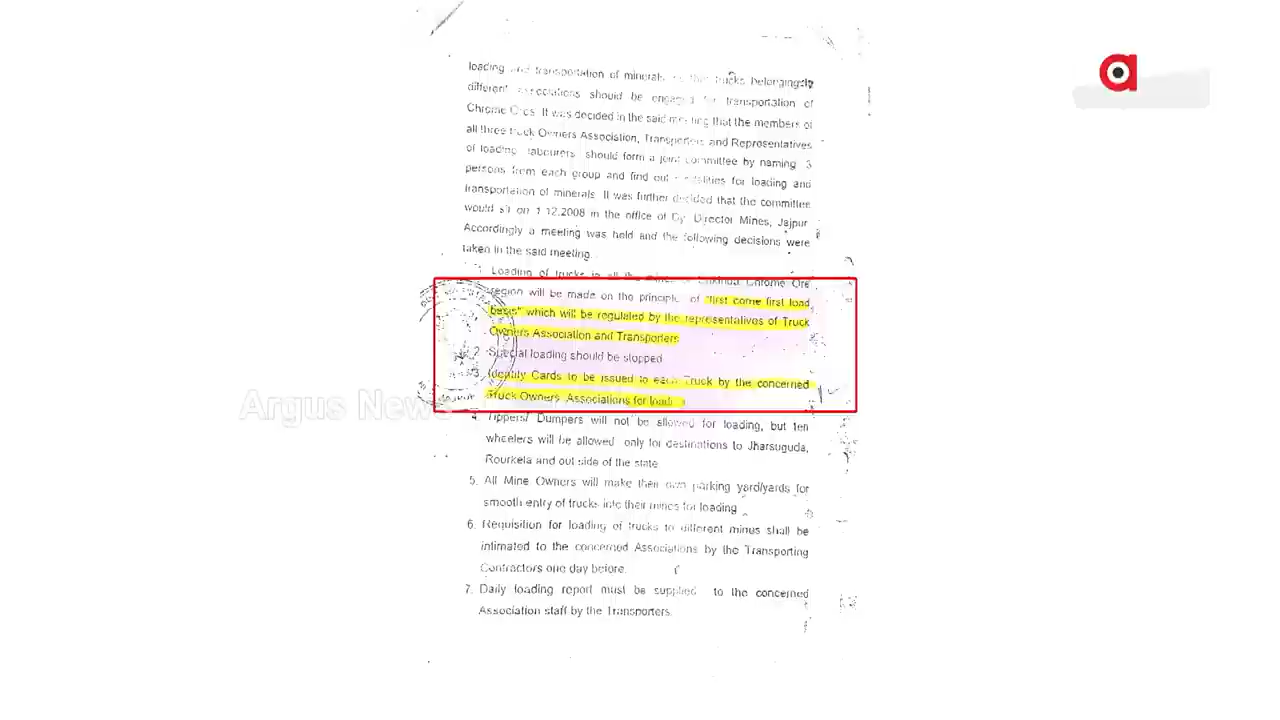 loading and transportation of minerals so that trucks belonging to
different associations should be engaged for transportation of
Chrome Ores. It was decided in the said meeting that the members of
all three truck Owners Association, Transporters and Representatives
of loading labourers should form a joint committee by naming 3
persons from each group and find out modalities for loading and
transportation of minerals. It was further decided that the committee
would sit on 1.12.2008 in the office of Dy. Director Mines, Jajpur
Accordingly a meeting was held and the following decisions were
taken in the said meeting.
1. Loading of trucks in all the Mines of Sukinda Chrome Ore
region will be made on the principle of "first come first load
basis" which will be regulated by the representatives of Truck
Owners Association and Transporters
2. Special loading should be stopped
3. Identity Cards to be issued to each Truck by the concerned
Truck Owners Associations for loading
Argus News
4. Tippers/ Dumpers will not be allowed for loading, but ten
wheelers will be allowed only for destinations to Jharsuguda,
Rourkela and out side of the state
5. All Mine Owners will make their own parking yard/yards for
smooth entry of trucks into their mines for loading
6. Requisition for loading of trucks to different mines shall be
intimated to the concerned Associations by the Transporting
Contractors one day before.
7. Daily loading report must be supplied to the concerned
Association staff by the Transporters.